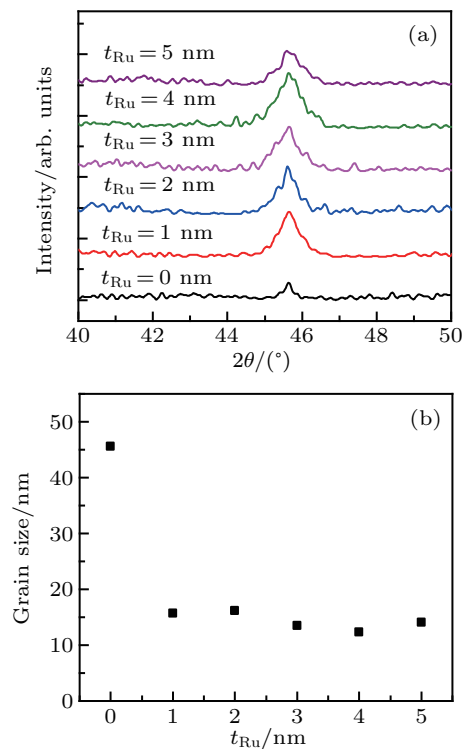 (a)
t_Ru = 5 nm
t_Ru = 4 nm
t_Ru = 3 nm
t_Ru = 2 nm
t_Ru = 1 nm
t_Ru = 0 nm
Intensity/arb. units
40 42 44 46 48 50
2θ/(°)
(b)
50
40
30
20
10
0
Grain size/nm
0 1 2 3 4 5
t_Ru/nm